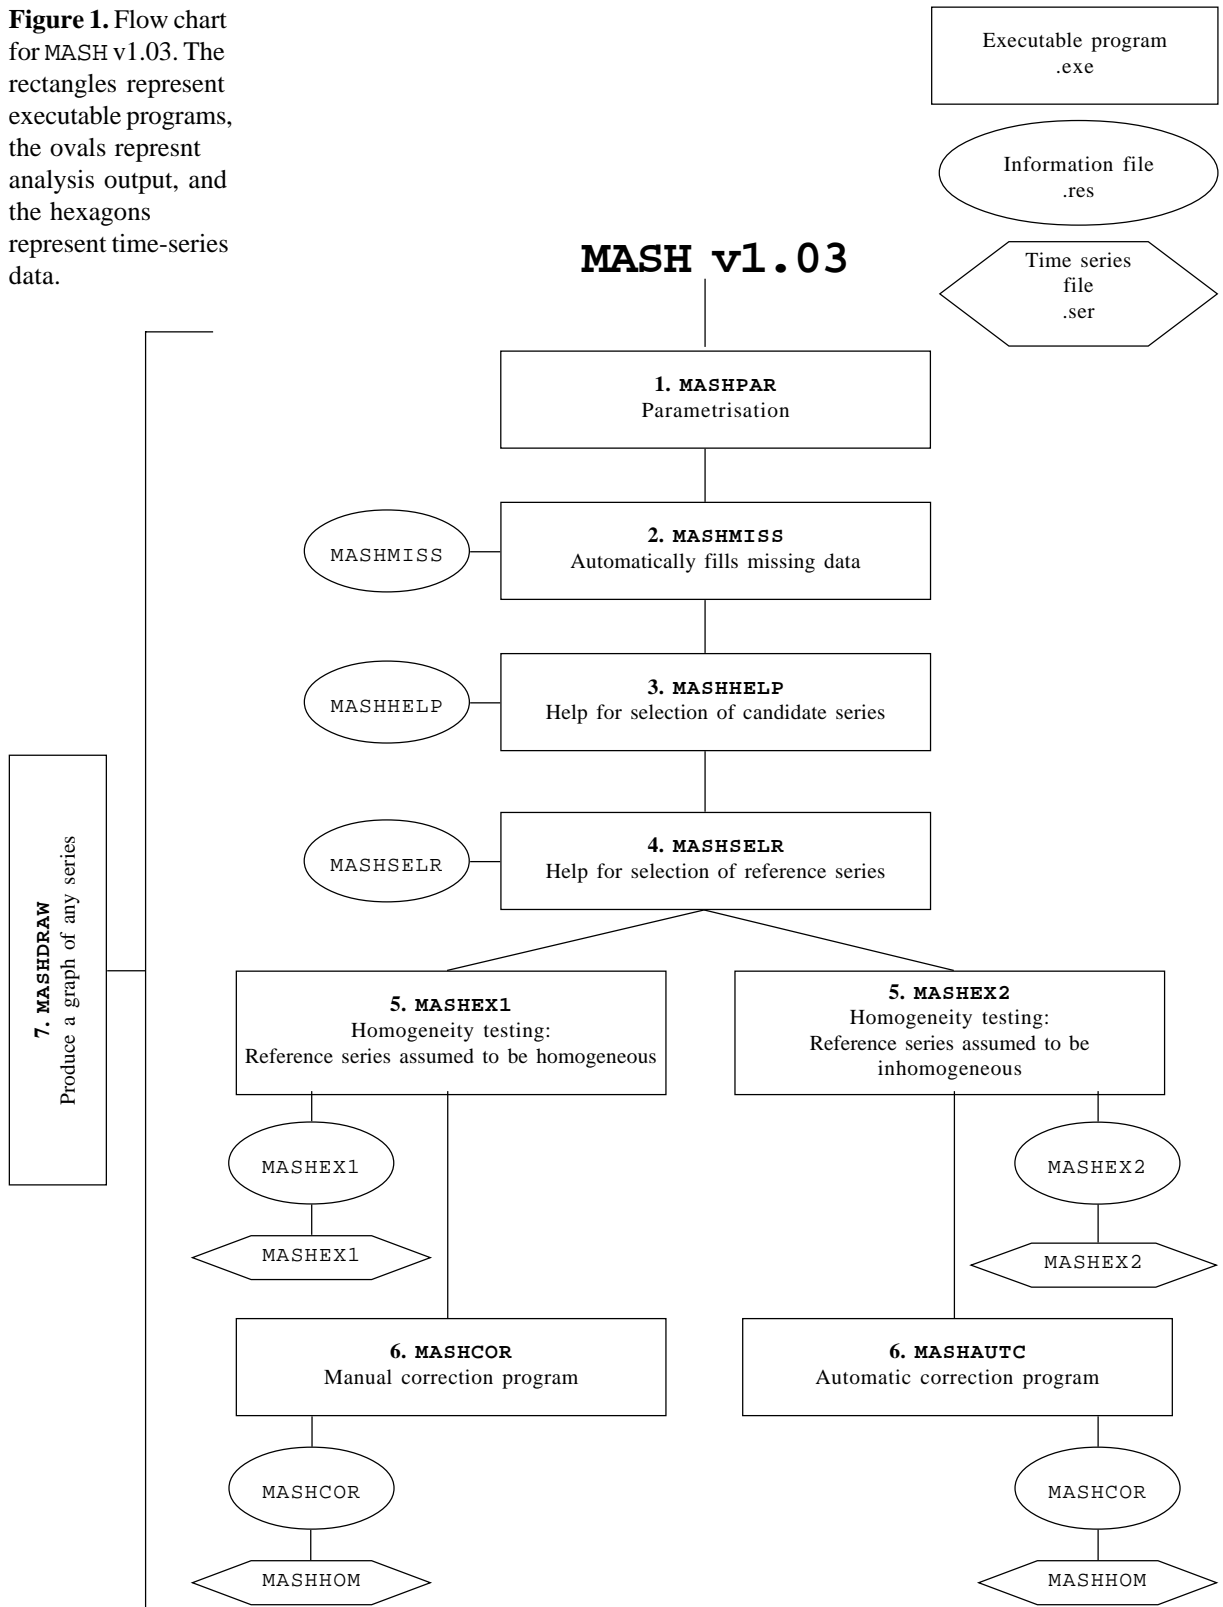 Figure 1. Flow chart
for MASH v1.03. The
rectangles represent
executable programs,
the ovals represnt
analysis output, and
the hexagons
represent time-series
data.
Executable program
.exe
Information file
.res
Time series
file
.ser
MASH v1.03
1. MASHPAR
Parametrisation
MASHMISS
2. MASHMISS
Automatically fills missing data
MASHHELP
3. MASHHELP
Help for selection of candidate series
MASHSELR
4. MASHSELR
Help for selection of reference series
7. MASHDRAW
Produce a graph of any series
5. MASHEX1
Homogeneity testing:
Reference series assumed to be homogeneous
5. MASHEX2
Homogeneity testing:
Reference series assumed to be
inhomogeneous
MASHEX1
MASHEX2
MASHEX1
MASHEX2
6. MASHCOR
Manual correction program
6. MASHAUTC
Automatic correction program
MASHCOR
MASHCOR
MASHHOM
MASHHOM